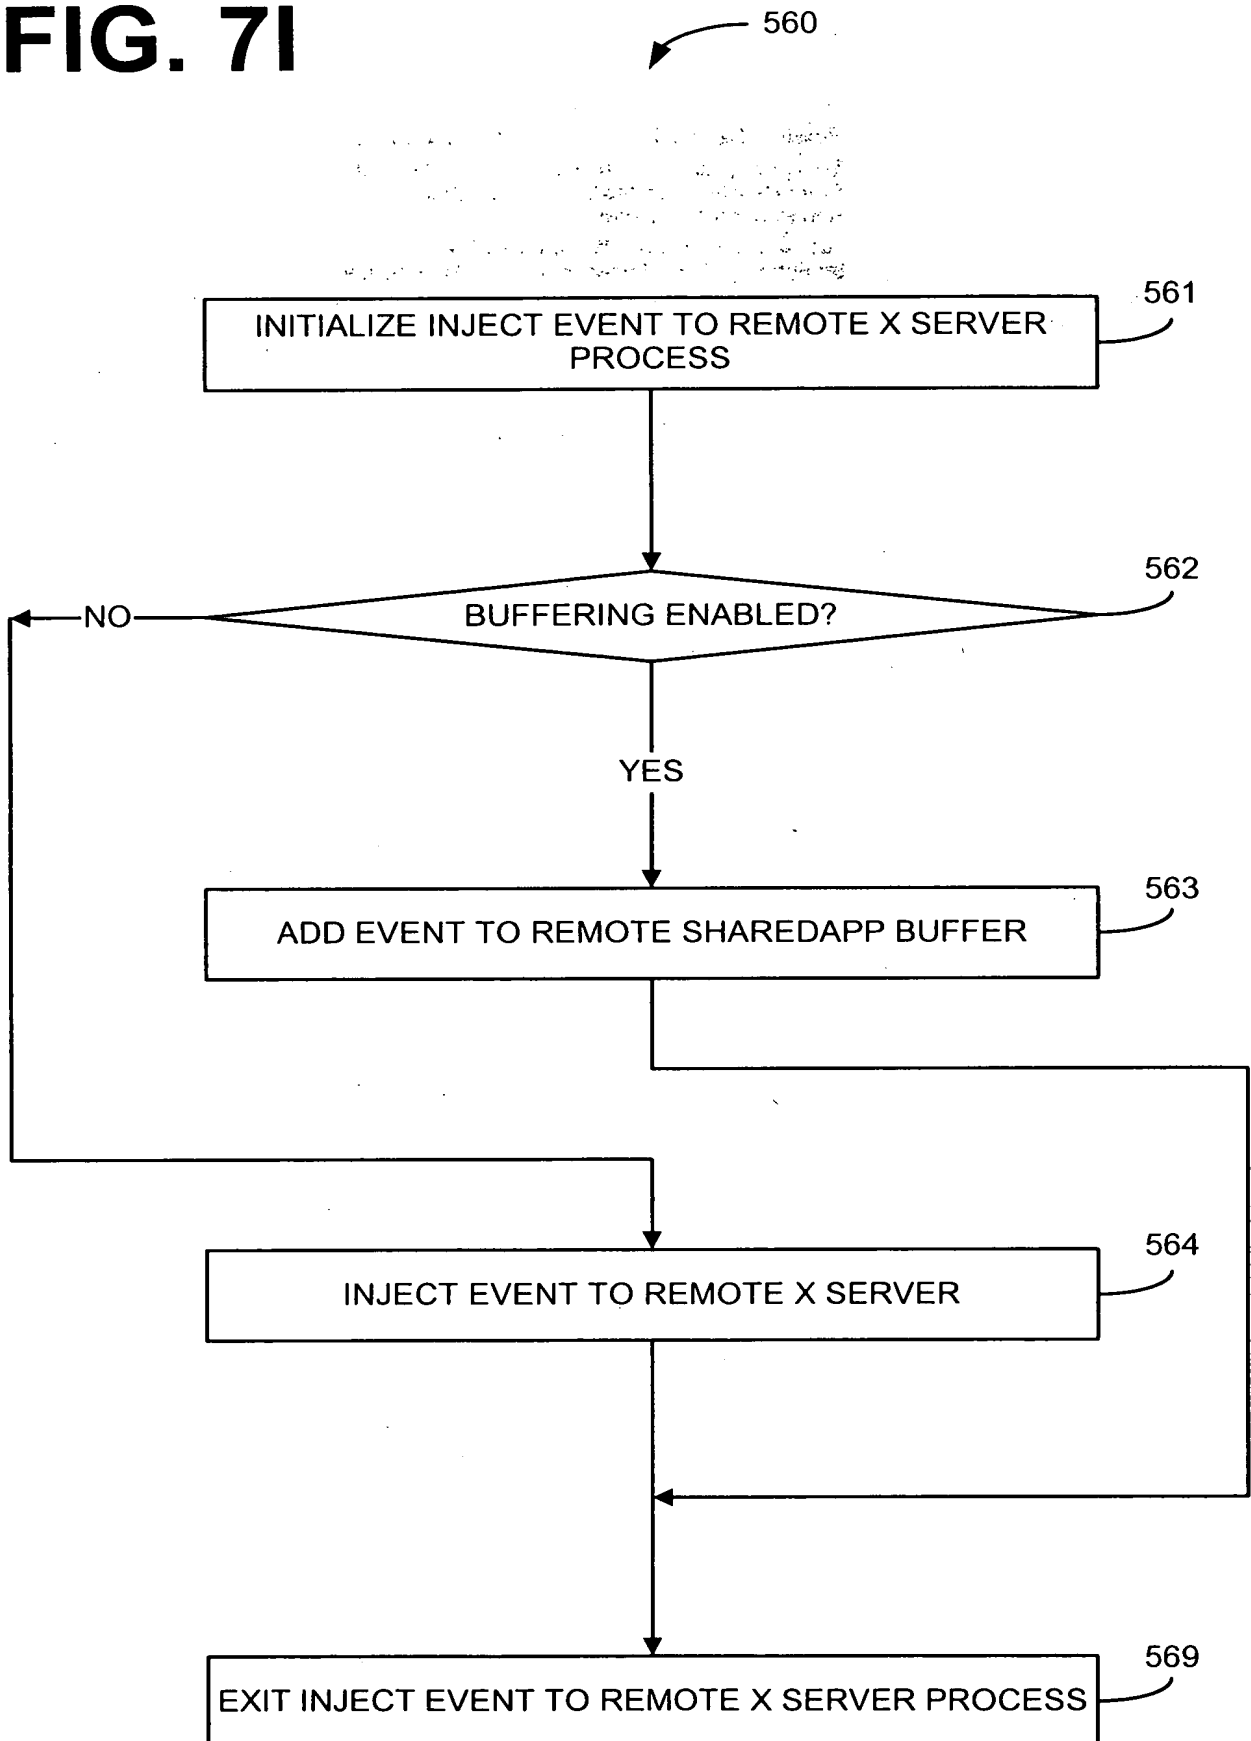 FIG. 7I
560
561
INITIALIZE INJECT EVENT TO REMOTE X SERVER
PROCESS
562
NO
BUFFERING ENABLED?
YES
563
ADD EVENT TO REMOTE SHAREDAPP BUFFER
564
INJECT EVENT TO REMOTE X SERVER
569
EXIT INJECT EVENT TO REMOTE X SERVER PROCESS